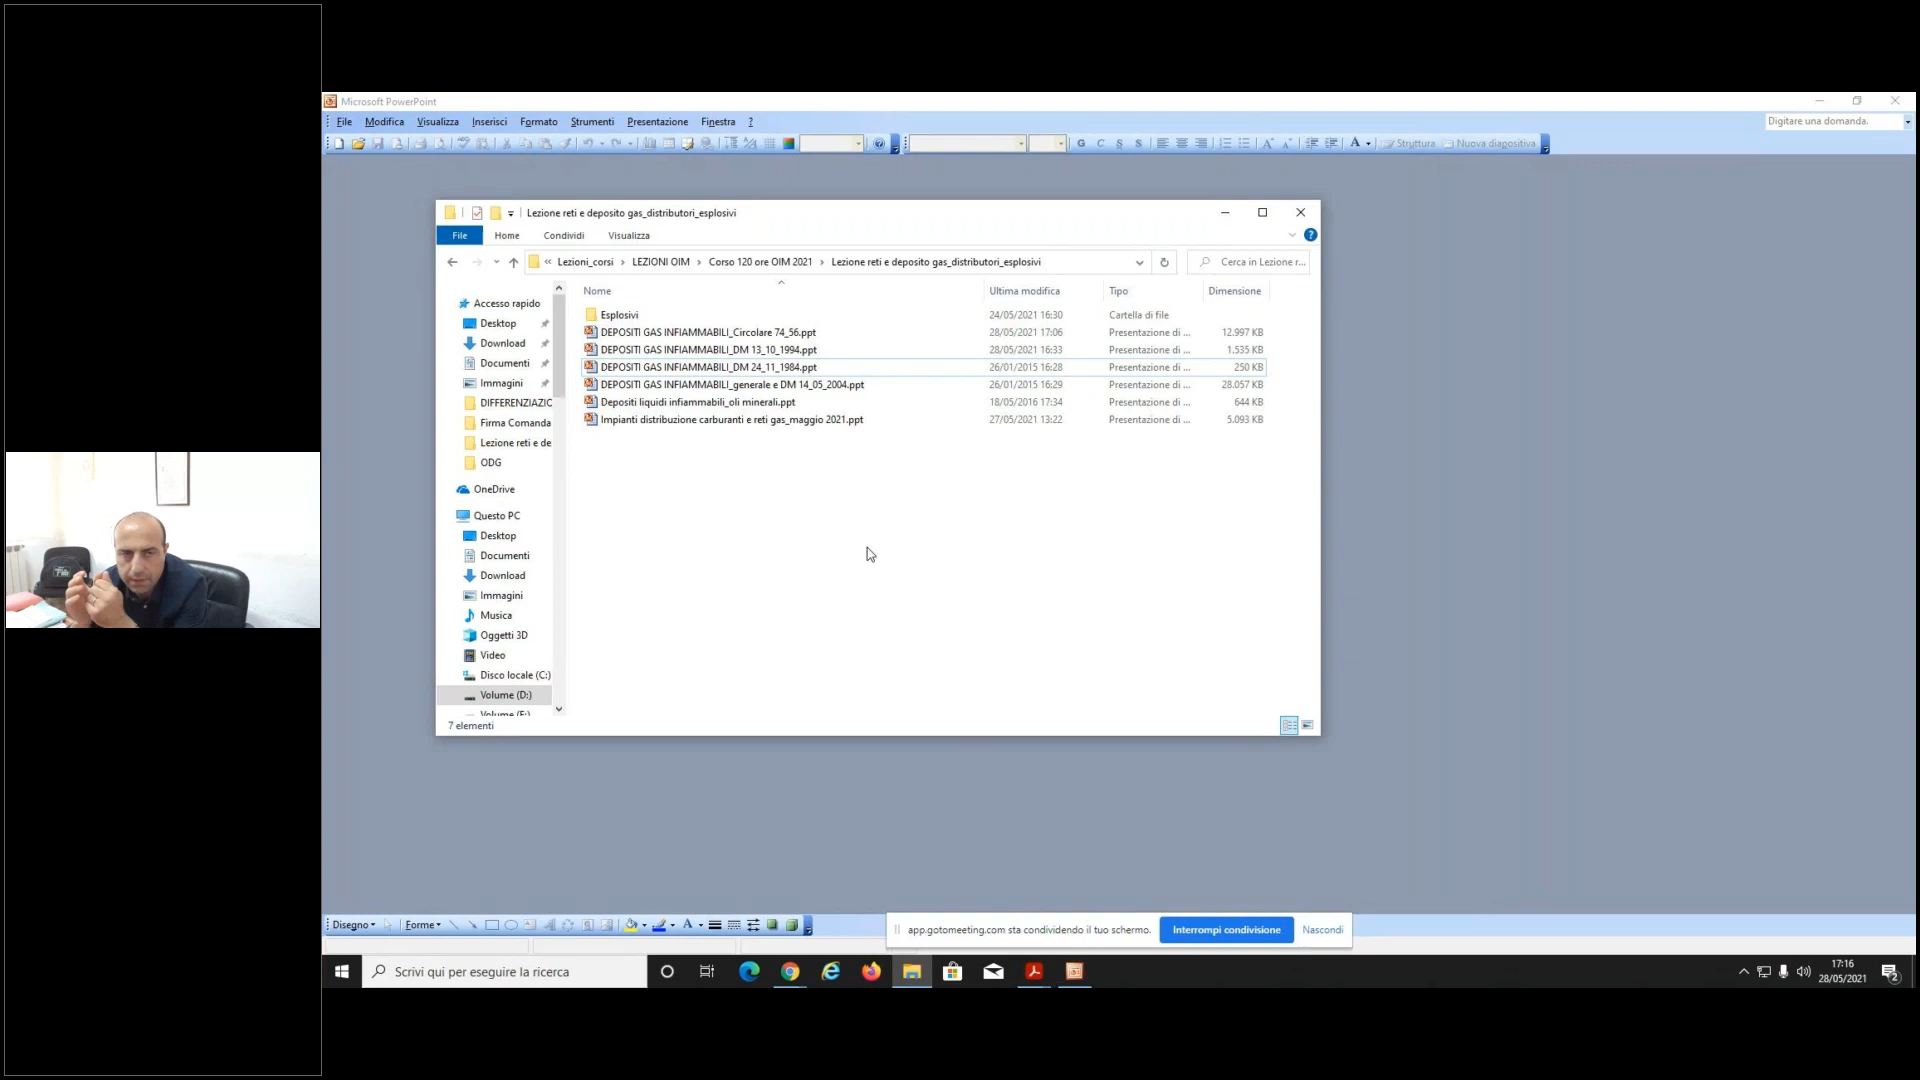 Microsoft PowerPoint
File Modifica Visualizza Inserisci Formato Strumenti Presentazione Finestra ?
Digitare una domanda.
G C S S A Struttura Nuova diapositiva
Lezione reti e deposito gas_distributori_esplosivi
File Home Condividi Visualizza
« Lezioni_corsi › LEZIONI OIM › Corso 120 ore OIM 2021 › Lezione reti e deposito gas_distributori_esplosivi
Cerca in Lezione r...
Nome Ultima modifica Tipo Dimensione
Esplosivi 24/05/2021 16:30 Cartella di file
DEPOSITI GAS INFIAMMABILI_Circolare 74_56.ppt 28/05/2021 17:06 Presentazione di ... 12.997 KB
DEPOSITI GAS INFIAMMABILI_DM 13_10_1994.ppt 28/05/2021 16:33 Presentazione di ... 1.535 KB
DEPOSITI GAS INFIAMMABILI_DM 24_11_1984.ppt 26/01/2015 16:28 Presentazione di ... 250 KB
DEPOSITI GAS INFIAMMABILI_generale e DM 14_05_2004.ppt 26/01/2015 16:29 Presentazione di ... 28.057 KB
Depositi liquidi infiammabili_oli minerali.ppt 18/05/2016 17:34 Presentazione di ... 644 KB
Impianti distribuzione carburanti e reti gas_maggio 2021.ppt 27/05/2021 13:22 Presentazione di ... 5.093 KB
Accesso rapido
Desktop
Download
Documenti
Immagini
DIFFERENZIAZIO
Firma Comanda
Lezione reti e de
ODG
OneDrive
Questo PC
Desktop
Documenti
Download
Immagini
Musica
Oggetti 3D
Video
Disco locale (C:)
Volume (D:)
Volume (E:)
7 elementi
Disegno Forme A
app.gotomeeting.com sta condividendo il tuo schermo. Interrompi condivisione Nascondi
Scrivi qui per eseguire la ricerca
17:16
28/05/2021
2